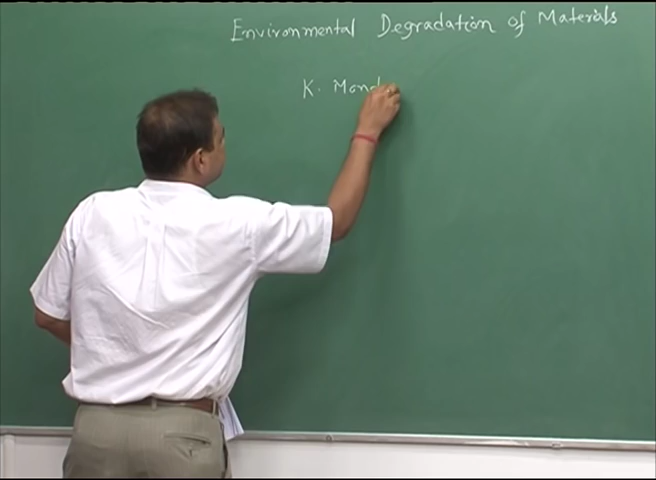 Environmental Degradation of Materials
K. Mond